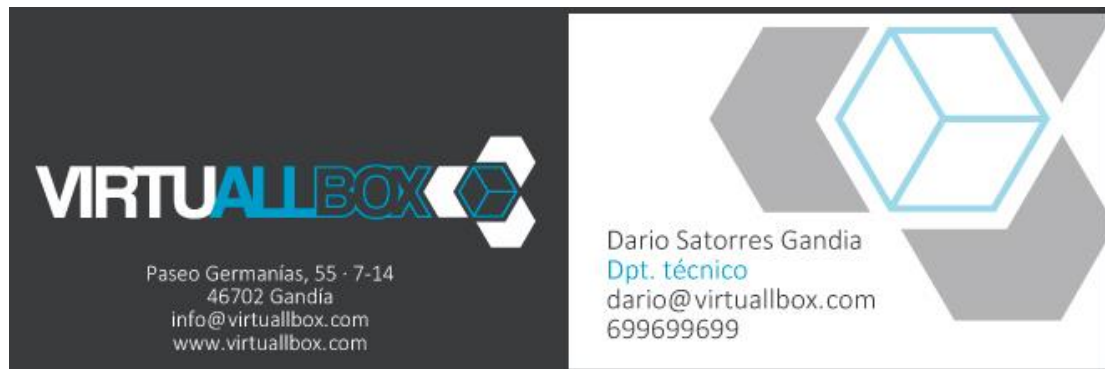 VIRTUALLBOX
Paseo Germanías, 55 · 7-14
46702 Gandía
info@virtuallbox.com
www.virtuallbox.com
Dario Satorres Gandia
Dpt. técnico
dario@virtuallbox.com
699699699